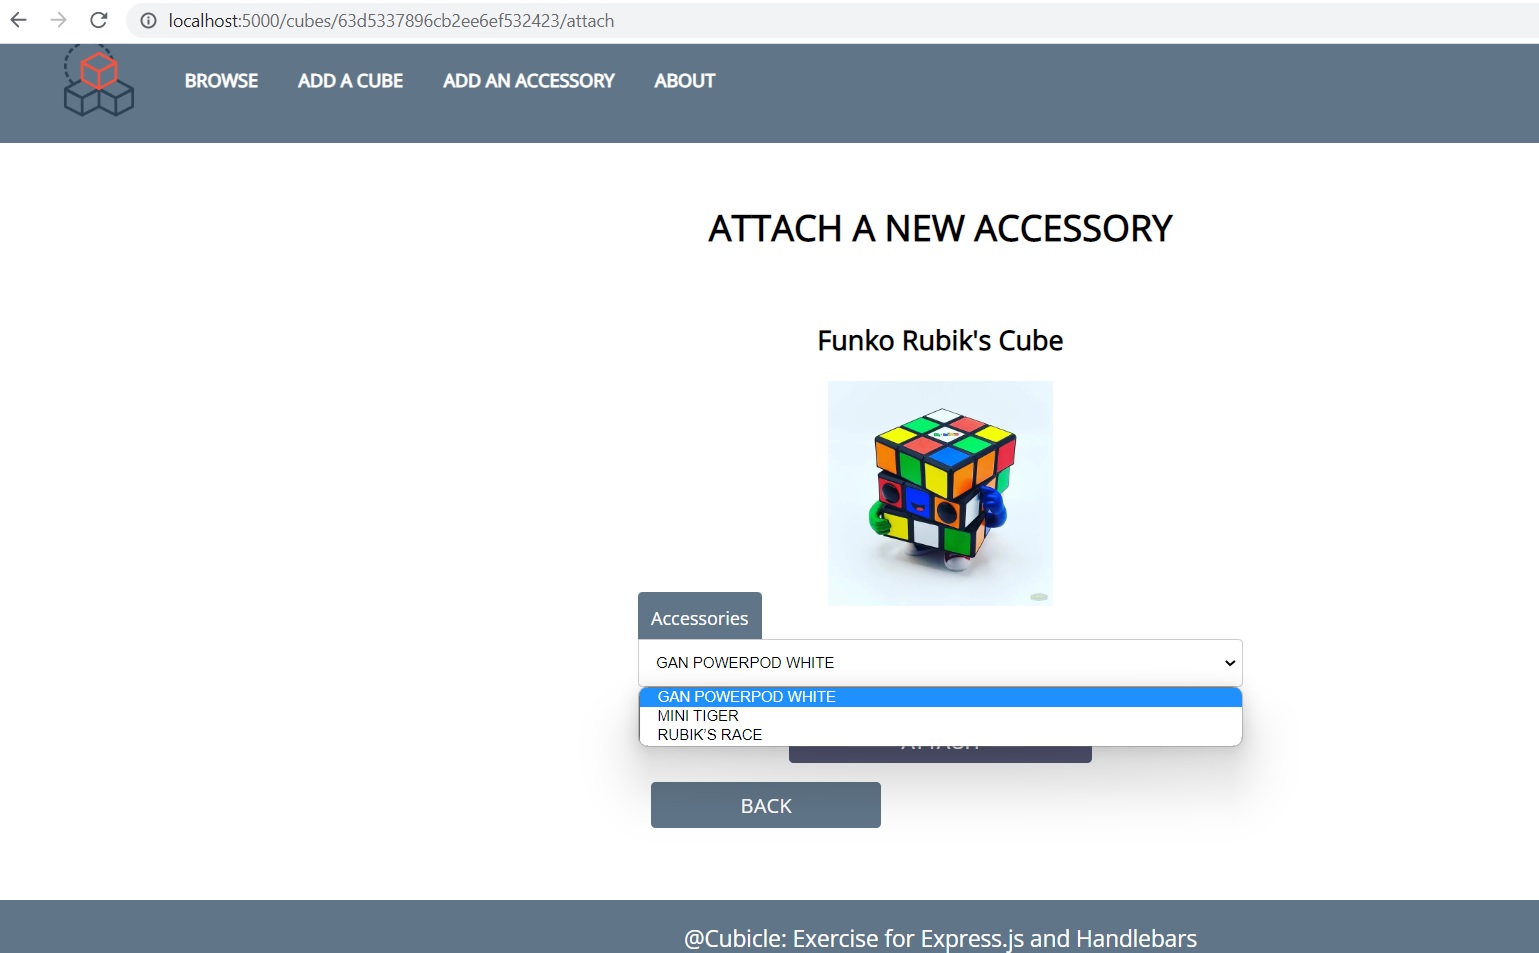 localhost:5000/cubes/63d5337896cb2ee6ef532423/attach
BROWSE ADD A CUBE ADD AN ACCESSORY ABOUT
ATTACH A NEW ACCESSORY
Funko Rubik's Cube
Accessories
GAN POWERPOD WHITE
GAN POWERPOD WHITE
MINI TIGER
RUBIK’S RACE
ATTACH
BACK
@Cubicle: Exercise for Express.js and Handlebars